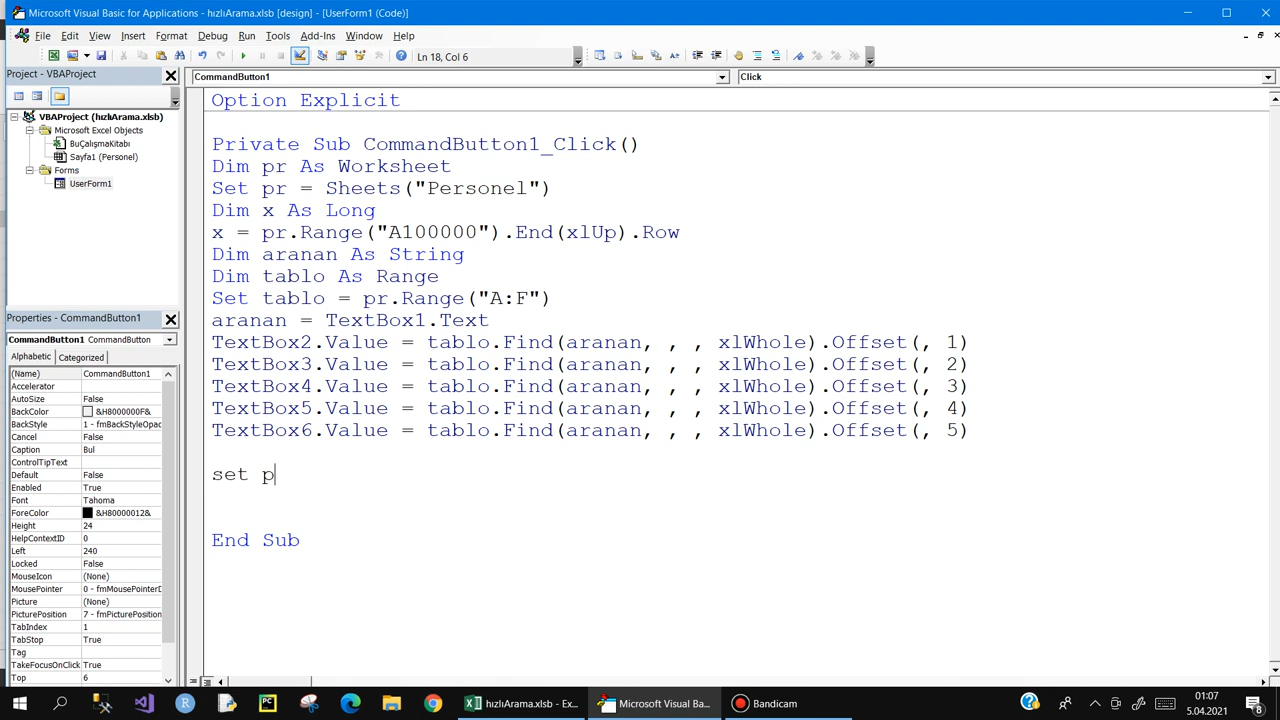 Microsoft Visual Basic for Applications - hızlıArama.xlsb [design] - [UserForm1 (Code)]
File Edit View Insert Format Debug Run Tools Add-Ins Window Help
Ln 18, Col 6
Project - VBAProject
VBAProject (hızlıArama.xlsb)
Microsoft Excel Objects
BuÇalışmaKitabı
Sayfa1 (Personel)
Forms
UserForm1
Properties - CommandButton1
CommandButton1 CommandButton
Alphabetic Categorized
(Name) CommandButton1
Accelerator
AutoSize False
BackColor &H8000000F&
BackStyle 1 - fmBackStyleOpac
Cancel False
Caption Bul
ControlTipText
Default False
Enabled True
Font Tahoma
ForeColor &H80000012&
Height 24
HelpContextID 0
Left 240
Locked False
MouseIcon (None)
MousePointer 0 - fmMousePointerD
Picture (None)
PicturePosition 7 - fmPicturePosition
TabIndex 1
TabStop True
Tag
TakeFocusOnClick True
Top 6
CommandButton1 Click
Option Explicit
Private Sub CommandButton1_Click()
Dim pr As Worksheet
Set pr = Sheets("Personel")
Dim x As Long
x = pr.Range("A100000").End(xlUp).Row
Dim aranan As String
Dim tablo As Range
Set tablo = pr.Range("A:F")
aranan = TextBox1.Text
TextBox2.Value = tablo.Find(aranan, , , xlWhole).Offset(, 1)
TextBox3.Value = tablo.Find(aranan, , , xlWhole).Offset(, 2)
TextBox4.Value = tablo.Find(aranan, , , xlWhole).Offset(, 3)
TextBox5.Value = tablo.Find(aranan, , , xlWhole).Offset(, 4)
TextBox6.Value = tablo.Find(aranan, , , xlWhole).Offset(, 5)
set p
End Sub
hızlıArama.xlsb - Ex...
Microsoft Visual Ba...
Bandicam
01:07
5.04.2021
8